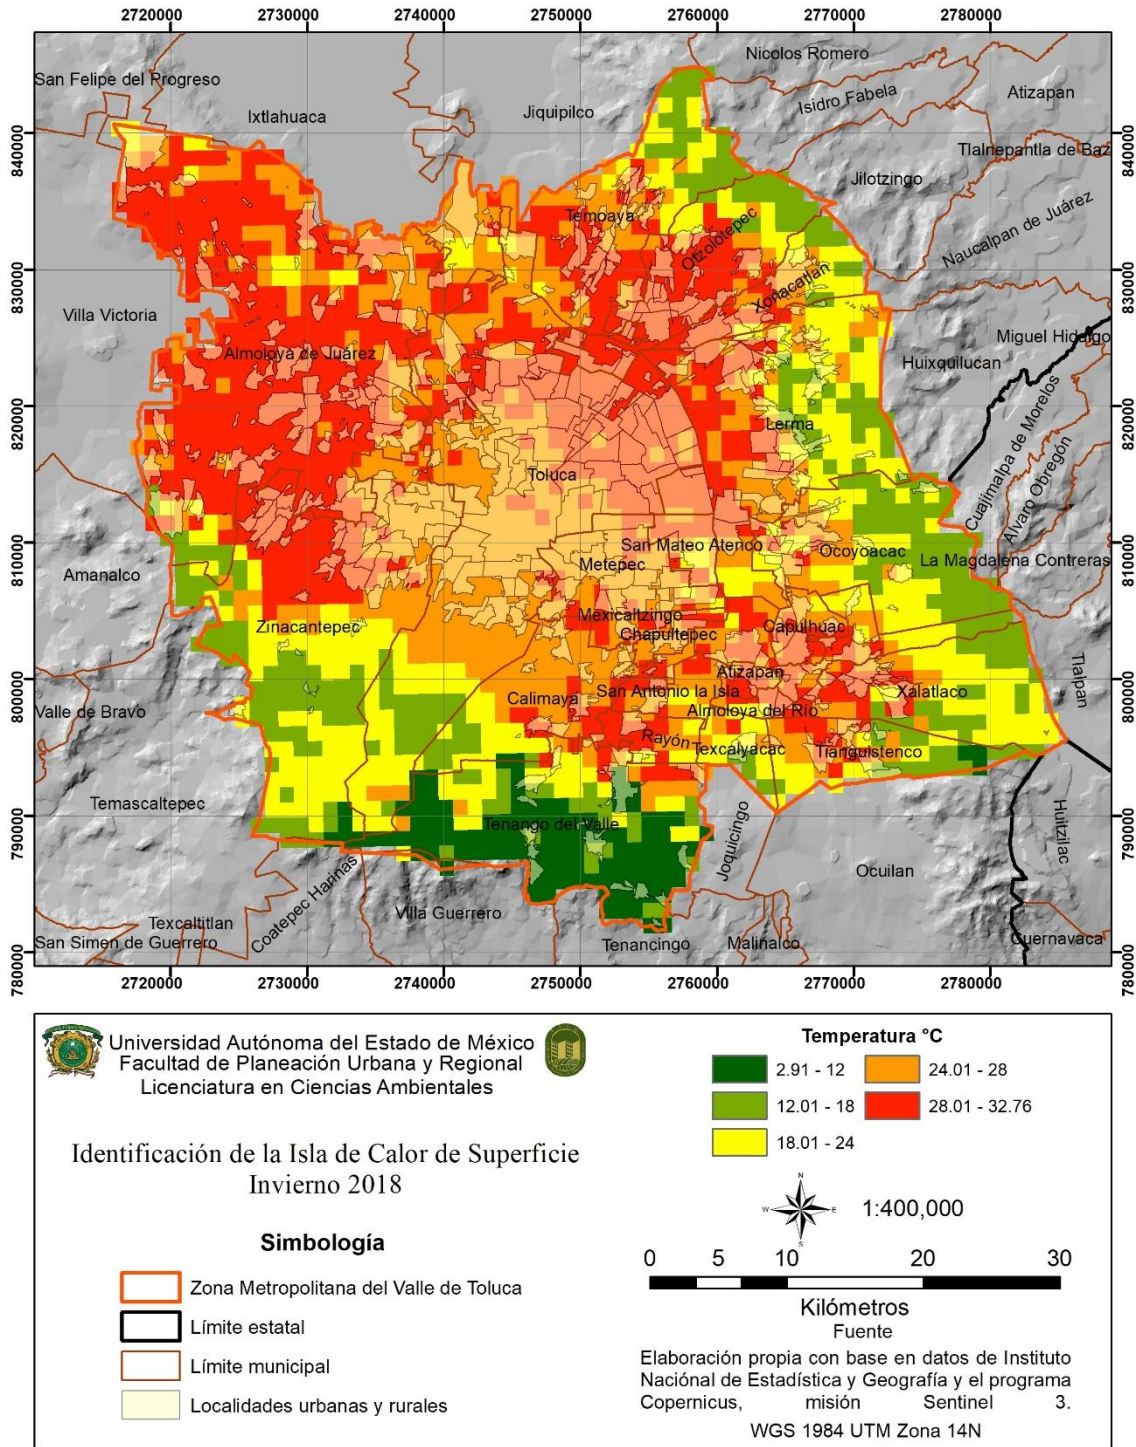 2720000 2730000 2740000 2750000 2760000 2770000 2780000
Nicolos Romero
San Felipe del Progreso
Isidro Fabela
Atizapan
Ixtlahuaca
Jiquipilco
840000
840000
Tlalnepantla de Baz
Jilotzingo
Temoaya
Otzolotepec
Naucalpan de Juárez
830000
830000
Xonacatlan
Villa Victoria
Miguel Hidalgo
Almoloya de Juárez
Huixquilucan
820000
820000
Lerma
Cuajimalpa de Morelos
Alvaro Obregón
Toluca
810000
810000
San Mateo Atenco
Ocoyoacac
La Magdalena Contreras
Amanalco
Metepec
Mexicaltzingo
Zinacantepec
Chapultepec
Capulhuac
Tlalpan
Atizapan
800000
800000
Valle de Bravo
Calimaya
San Antonio la Isla
Xalatlaco
Almoloya del Río
Rayón
Texcalyacac
Tianguistenco
Temascaltepec
790000
790000
Tenango del Valle
Joquicingo
Huitzilac
Ocuilan
Coatepec Harinas
Texcaltitlan
Villa Guerrero
San Simen de Guerrero
Tenancingo
Malinalco
Cuernavaca
780000
780000
2720000 2730000 2740000 2750000 2760000 2770000 2780000
Universidad Autónoma del Estado de México
Facultad de Planeación Urbana y Regional
Licenciatura en Ciencias Ambientales
Identificación de la Isla de Calor de Superficie
Invierno 2018
Simbología
Zona Metropolitana del Valle de Toluca
Límite estatal
Límite municipal
Localidades urbanas y rurales
Temperatura °C
2.91 - 12
24.01 - 28
12.01 - 18
28.01 - 32.76
18.01 - 24
N
W E
S
1:400,000
0 5 10 20 30
Kilómetros
Fuente
Elaboración propia con base en datos de Instituto
Naciónal de Estadística y Geografía y el programa
Copernicus, misión Sentinel 3.
WGS 1984 UTM Zona 14N